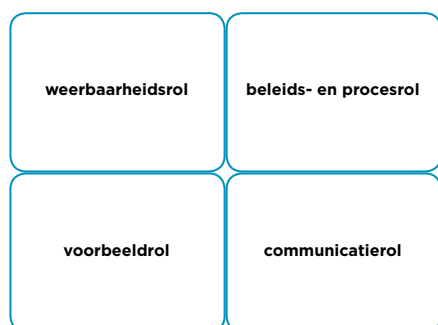 weerbaarheidsrol
beleids- en procesrol
voorbeeldrol
communicatierol